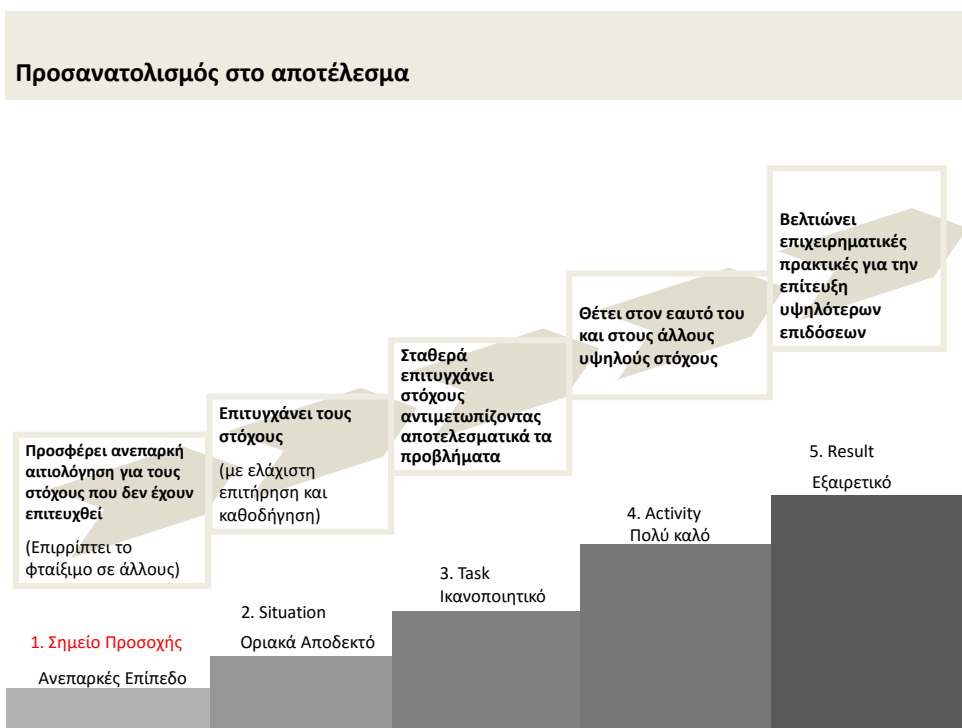 Προσανατολισμός στο αποτέλεσμα
Προσφέρει ανεπαρκή
αιτιολόγηση για τους
στόχους που δεν έχουν
επιτευχθεί
(Επιρρίπτει το
φταίξιμο σε άλλους)
1. Σημείο Προσοχής
Ανεπαρκές Επίπεδο
Επιτυγχάνει τους
στόχους
(με ελάχιστη
επιτήρηση και
καθοδήγηση)
2. Situation
Οριακά Αποδεκτό
Σταθερά
επιτυγχάνει
στόχους
αντιμετωπίζοντας
αποτελεσματικά τα
προβλήματα
3. Task
Ικανοποιητικό
Θέτει στον εαυτό του
και στους άλλους
υψηλούς στόχους
4. Activity
Πολύ καλό
Βελτιώνει
επιχειρηματικές
πρακτικές για την
επίτευξη
υψηλότερων
επιδόσεων
5. Result
Εξαιρετικό